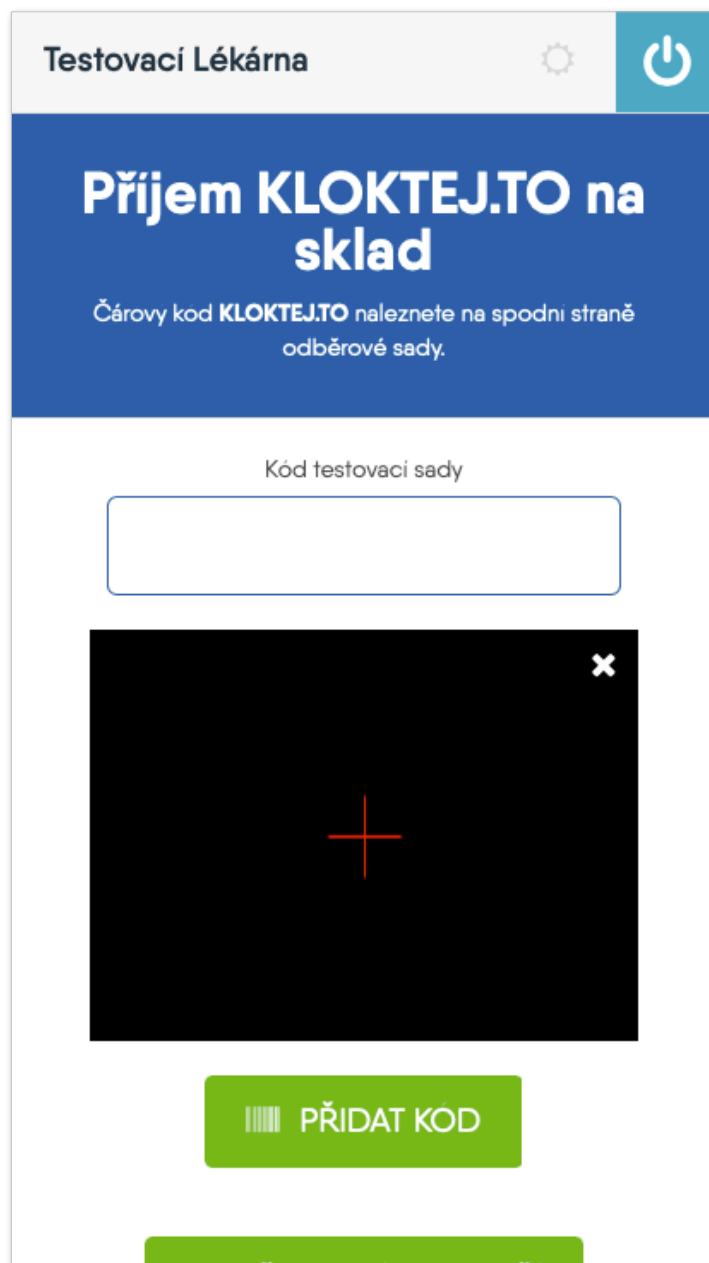 Testovací Lékárna
Příjem KLOKTEJ.TO na
sklad
Čárovy kód KLOKTEJ.TO naleznete na spodní straně
odběrové sady.
Kód testovací sady
PŘIDAT KÓD